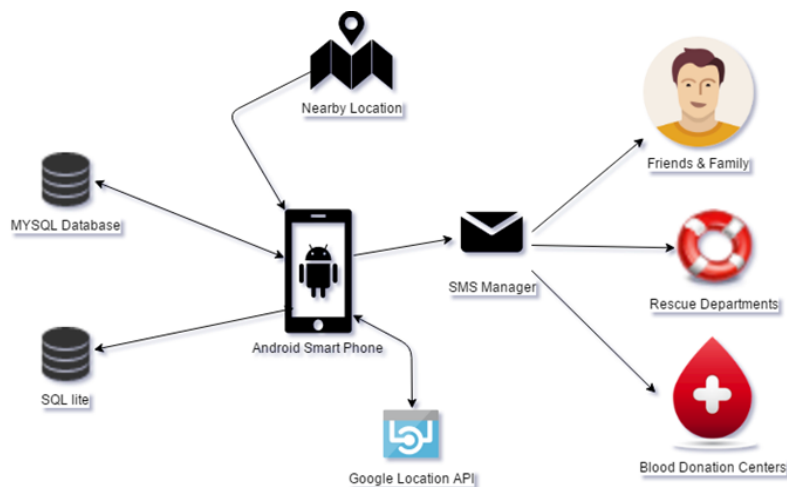 Nearby Location
Friends & Family
MYSQL Database
SMS Manager
Rescue Departments
Android Smart Phone
SQL lite
Google Location API
Blood Donation Centers